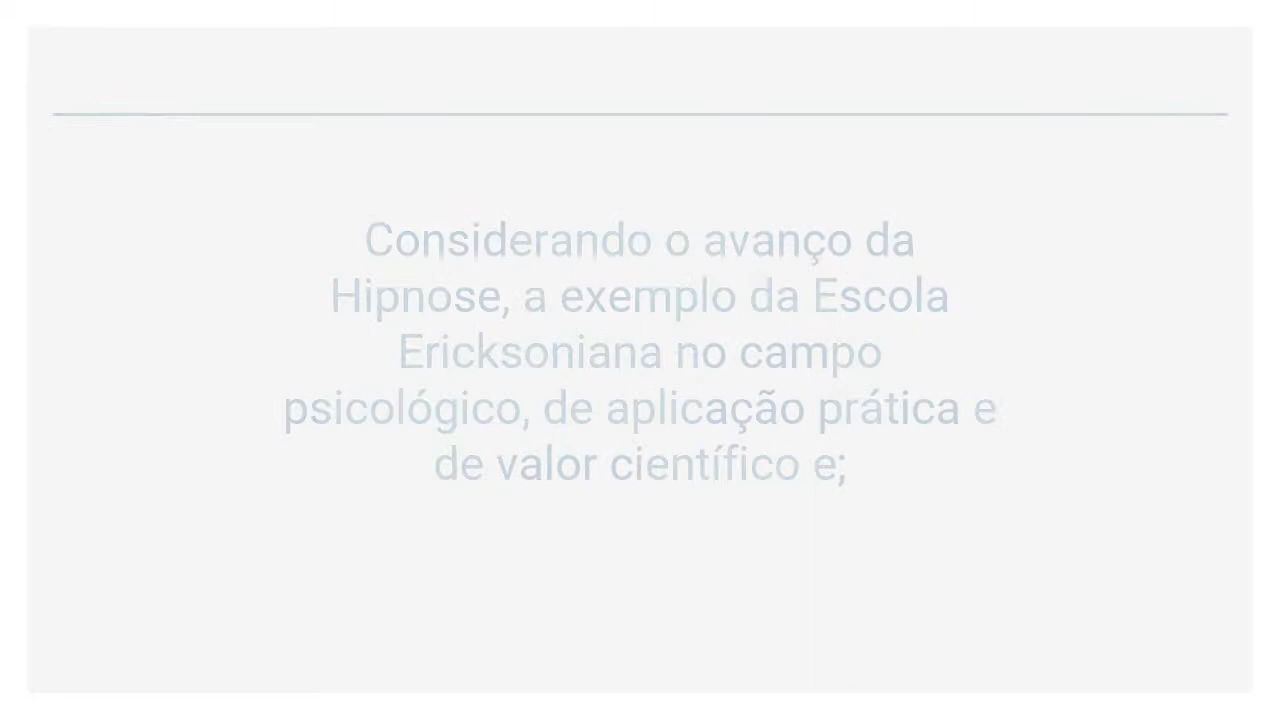 Considerando o avanço da
Hipnose, a exemplo da Escola
Ericksoniana no campo
psicológico, de aplicação prática e
de valor científico e;